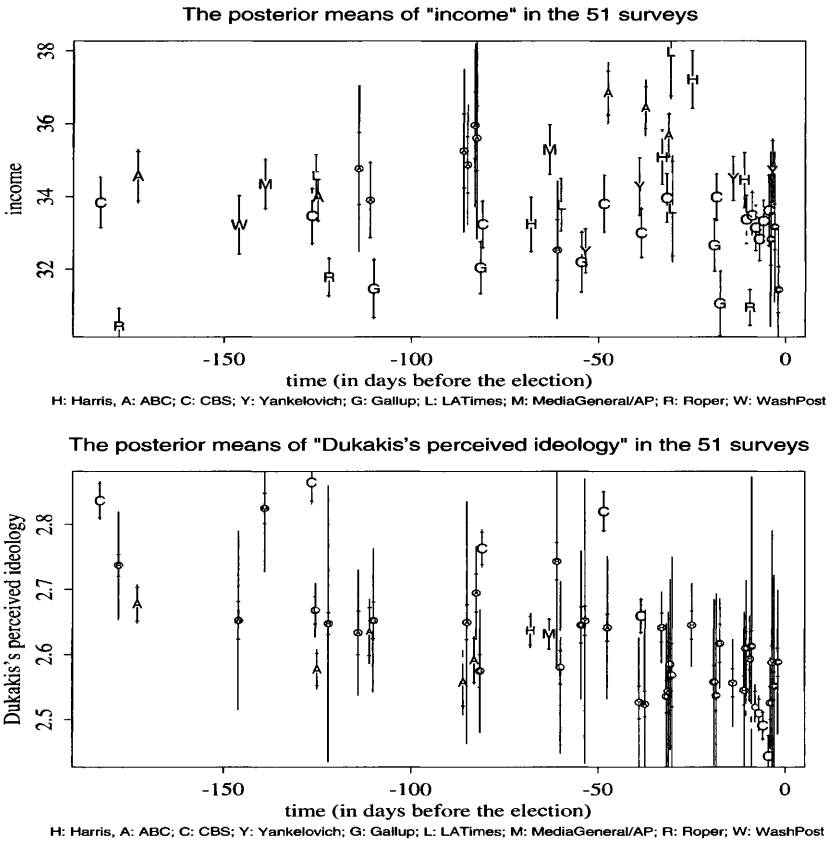 The posterior means of "income" in the 51 surveys
income
38
36
34
32
-150 -100 -50 0
time (in days before the election)
H: Harris, A: ABC; C: CBS; Y: Yankelovich; G: Gallup; L: LATimes; M: MediaGeneral/AP; R: Roper; W: WashPost
The posterior means of "Dukakis's perceived ideology" in the 51 surveys
Dukakis's perceived ideology
2.8
2.7
2.6
2.5
-150 -100 -50 0
time (in days before the election)
H: Harris, A: ABC; C: CBS; Y: Yankelovich; G: Gallup; L: LATimes; M: MediaGeneral/AP; R: Roper; W: WashPost